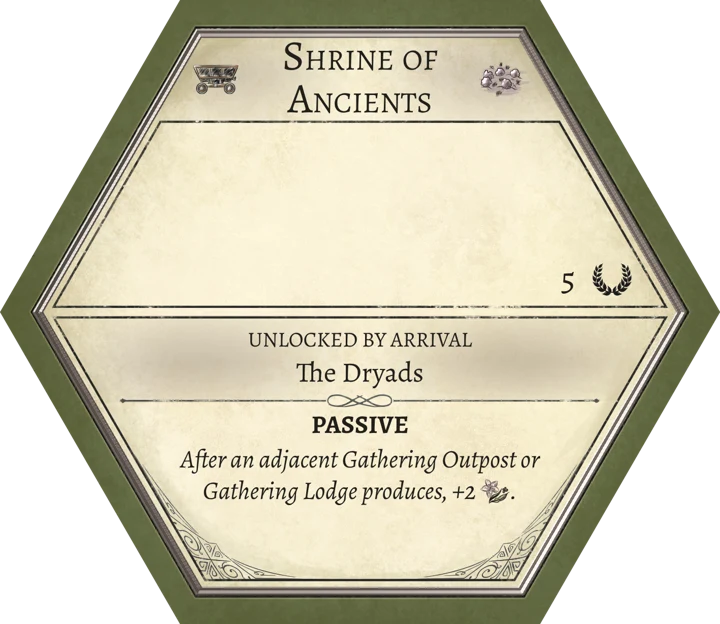 Shrine of
Ancients
5
UNLOCKED BY ARRIVAL
The Dryads
PASSIVE
After an adjacent Gathering Outpost or
Gathering Lodge produces, +2 .